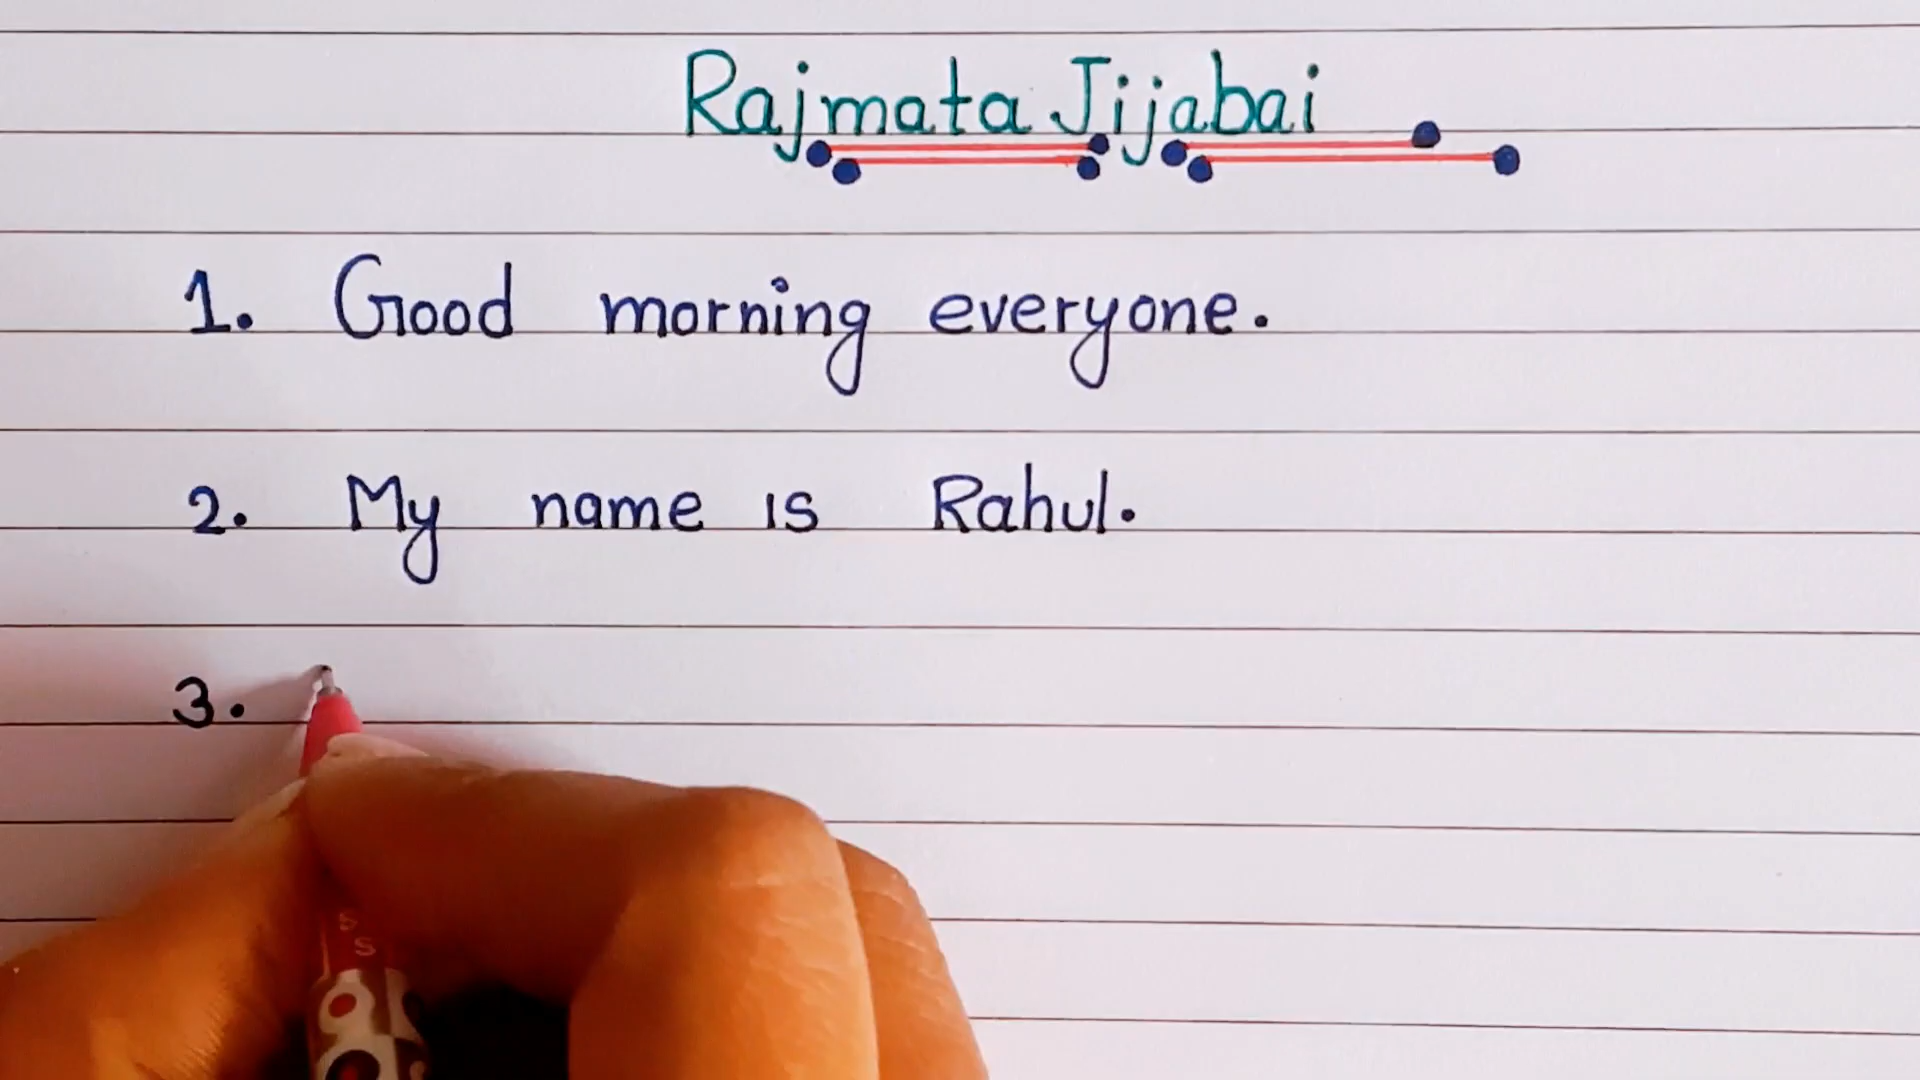 Rajmata Jijabai
1. Good morning everyone.
2. My name is Rahul.
3.
S
S